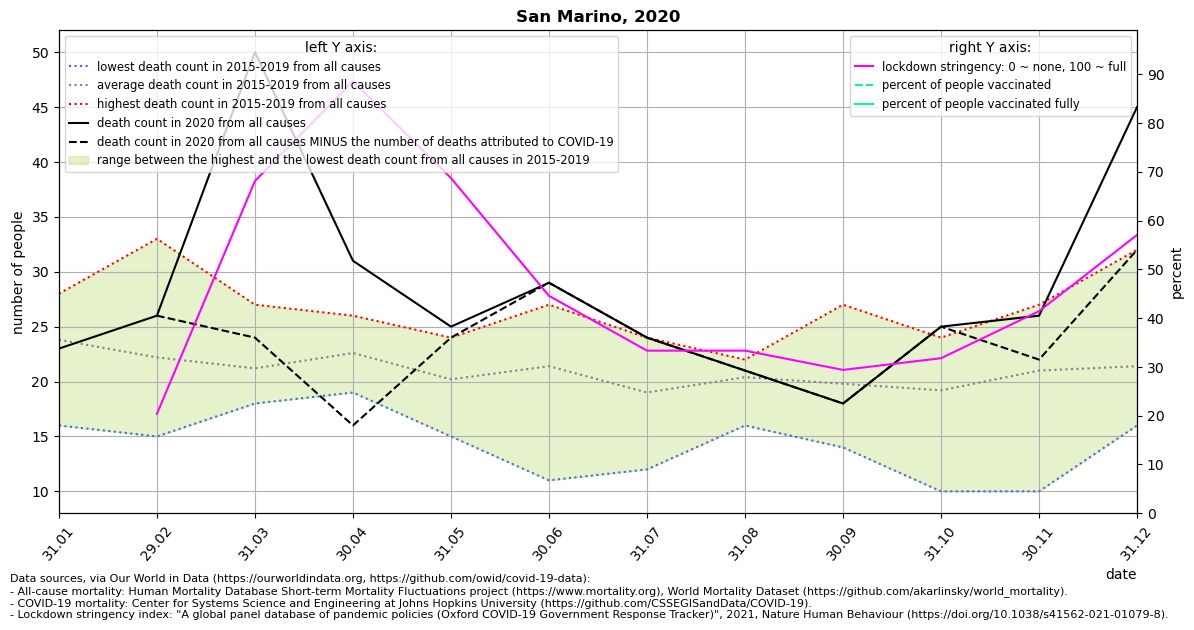 San Marino, 2020
left Y axis:
lowest death count in 2015-2019 from all causes
average death count in 2015-2019 from all causes
highest death count in 2015-2019 from all causes
death count in 2020 from all causes
death count in 2020 from all causes MINUS the number of deaths attributed to COVID-19
range between the highest and the lowest death count from all causes in 2015-2019
right Y axis:
lockdown stringency: 0 ~ none, 100 ~ full
percent of people vaccinated
percent of people vaccinated fully
number of people
50
45
40
35
30
25
20
15
10
percent
90
80
70
60
50
40
30
20
10
0
31.01
29.02
31.03
30.04
31.05
30.06
31.07
31.08
30.09
31.10
30.11
31.12
date
Data sources, via Our World in Data (https://ourworldindata.org, https://github.com/owid/covid-19-data):
- All-cause mortality: Human Mortality Database Short-term Mortality Fluctuations project (https://www.mortality.org), World Mortality Dataset (https://github.com/akarlinsky/world_mortality).
- COVID-19 mortality: Center for Systems Science and Engineering at Johns Hopkins University (https://github.com/CSSEGISandData/COVID-19).
- Lockdown stringency index: "A global panel database of pandemic policies (Oxford COVID-19 Government Response Tracker)", 2021, Nature Human Behaviour (https://doi.org/10.1038/s41562-021-01079-8).